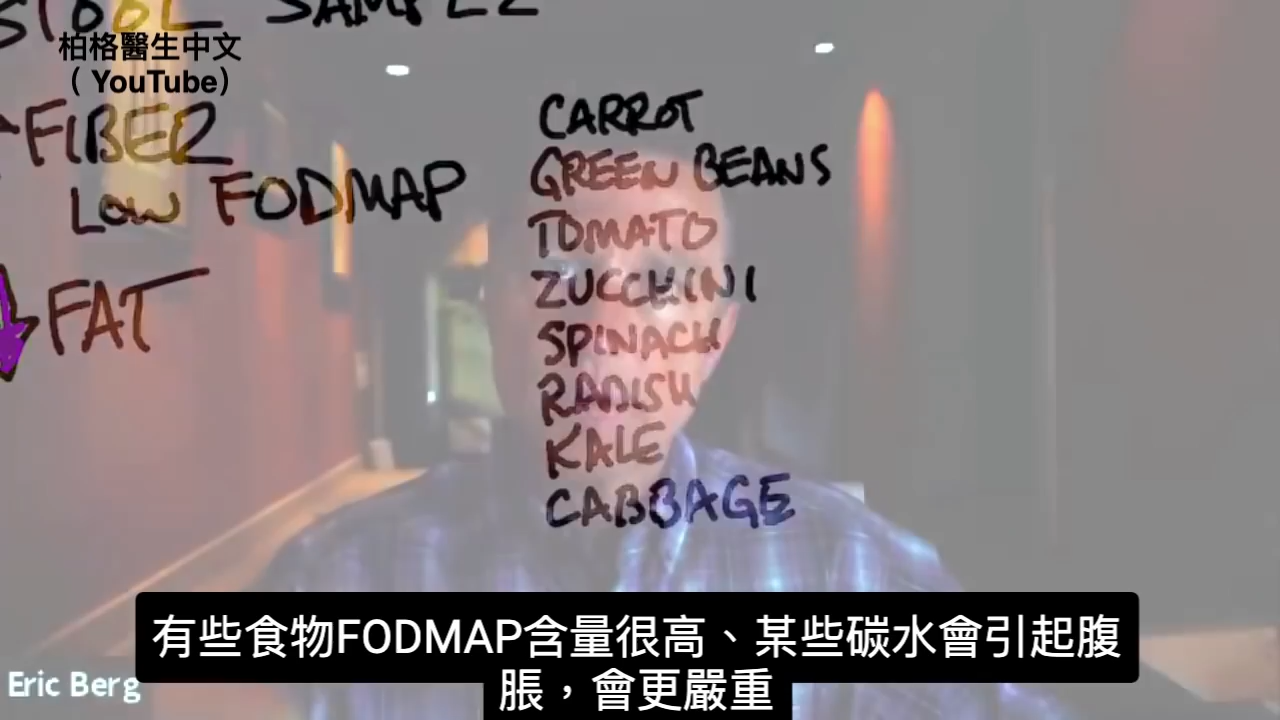 STOOL SAMPLE
柏格醫生中文
（YouTube）
FIBER
LOW FODMAP
FAT
CARROT
GREEN BEANS
TOMATO
ZUCCHINI
SPINACH
RADISH
KALE
CABBAGE
有些食物FODMAP含量很高、某些碳水會引起腹
脹，會更嚴重
Eric Berg